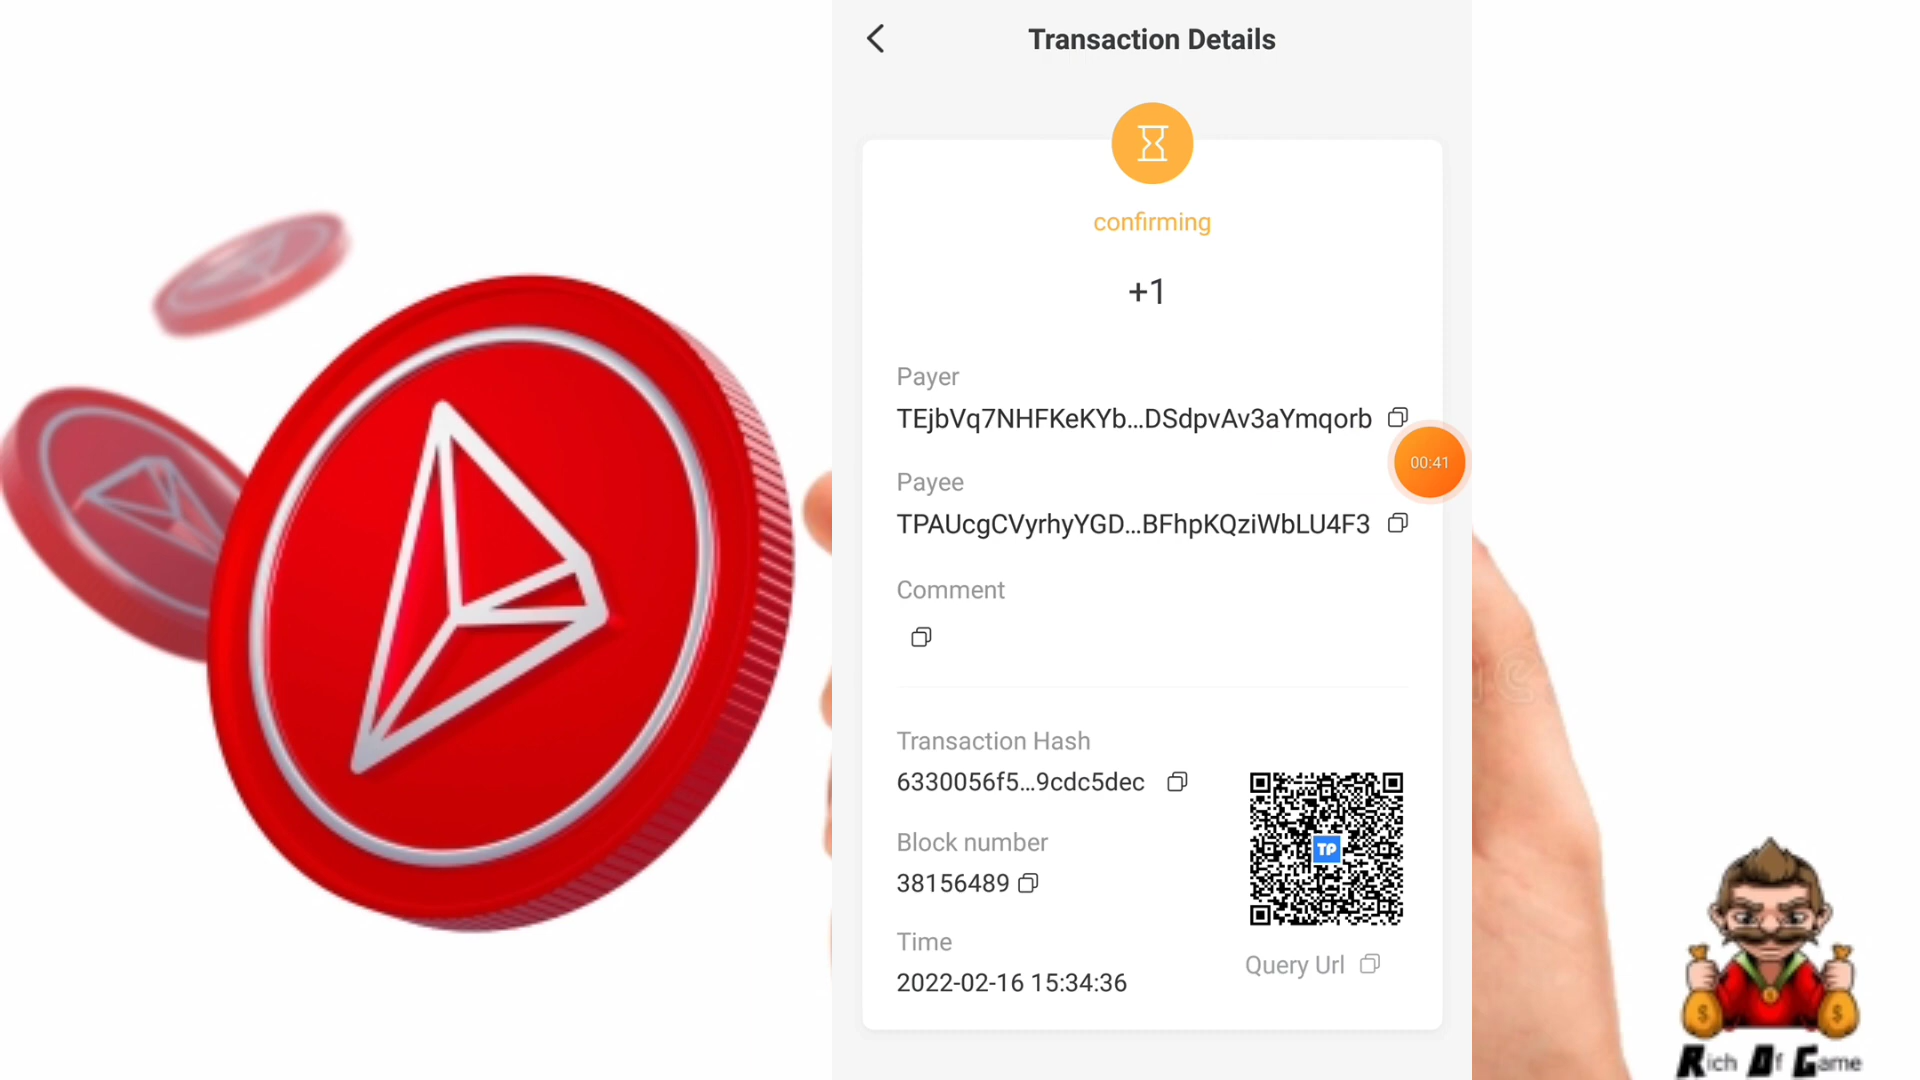 Transaction Details
confirming
+1
Payer
TEjbVq7NHFKeKYb...DSdpvAv3aYmqorb
00:41
Payee
TPAUcgCVyrhyYGD...BFhpKQziWbLU4F3
Comment
Transaction Hash
6330056f5...9cdc5dec
TP
Block number
38156489
Time
Query Url
2022-02-16 15:34:36
Rich Of Game